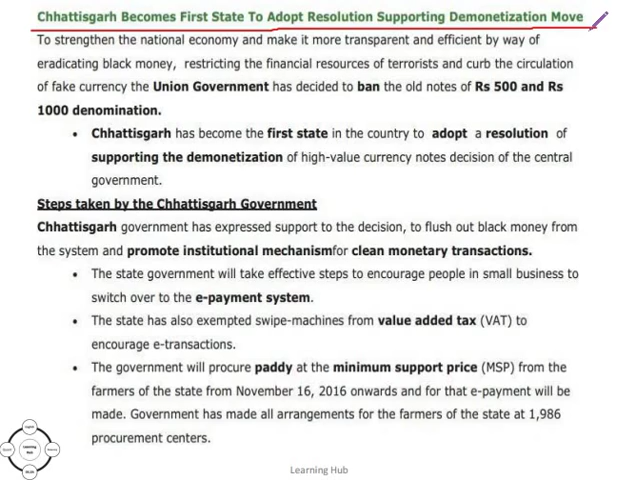 Chhattisgarh Becomes First State To Adopt Resolution Supporting Demonetization Move
To strengthen the national economy and make it more transparent and efficient by way of
eradicating black money, restricting the financial resources of terrorists and curb the circulation
of fake currency the Union Government has decided to ban the old notes of Rs 500 and Rs
1000 denomination.
• Chhattisgarh has become the first state in the country to adopt a resolution of
supporting the demonetization of high-value currency notes decision of the central
government.
Steps taken by the Chhattisgarh Government
Chhattisgarh government has expressed support to the decision, to flush out black money from
the system and promote institutional mechanismfor clean monetary transactions.
• The state government will take effective steps to encourage people in small business to
switch over to the e-payment system.
• The state has also exempted swipe-machines from value added tax (VAT) to
encourage e-transactions.
• The government will procure paddy at the minimum support price (MSP) from the
farmers of the state from November 16, 2016 onwards and for that e-payment will be
made. Government has made all arrangements for the farmers of the state at 1,986
procurement centers.
Learning
Hub
Learning Hub